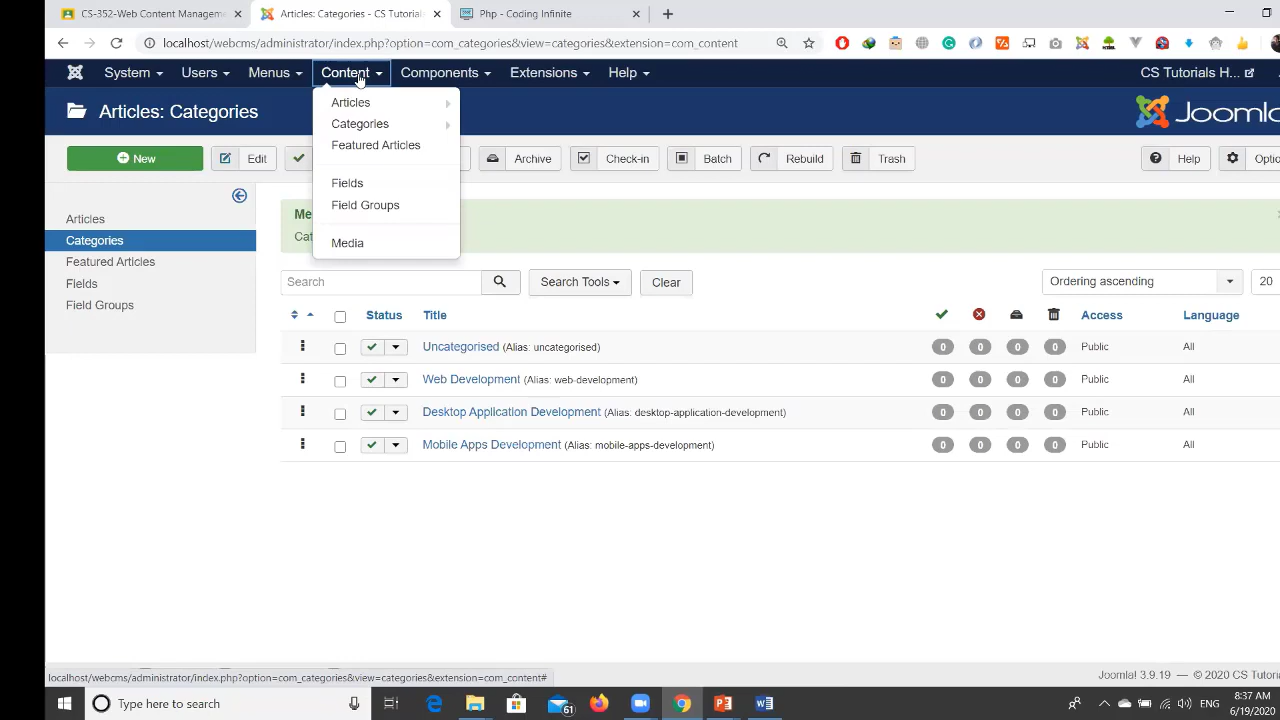 CS-352-Web Content Managem
Articles: Categories - CS Tutorials
Php - Coding Infinite
localhost/webcms/administrator/index.php?option=com_categories&view=categories&extension=com_content
System
Users
Menus
Content
Components
Extensions
Help
CS Tutorials H...
Articles: Categories
Joomla
New
Edit
Archive
Check-in
Batch
Rebuild
Trash
Help
Optio
Articles
Categories
Featured Articles
Fields
Field Groups
Media
Articles
Categories
Featured Articles
Fields
Field Groups
Me
Cat
Search
Search Tools
Clear
Ordering ascending
20
Status
Title
Access
Language
Uncategorised (Alias: uncategorised) 0 0 0 0 Public All
Web Development (Alias: web-development) 0 0 0 0 Public All
Desktop Application Development (Alias: desktop-application-development) 0 0 0 0 Public All
Mobile Apps Development (Alias: mobile-apps-development) 0 0 0 0 Public All
localhost/webcms/administrator/index.php?option=com_categories&view=categories&extension=com_content#
Joomla! 3.9.19 — © 2020 CS Tutoria
Type here to search
61
ENG
8:37 AM
6/19/2020